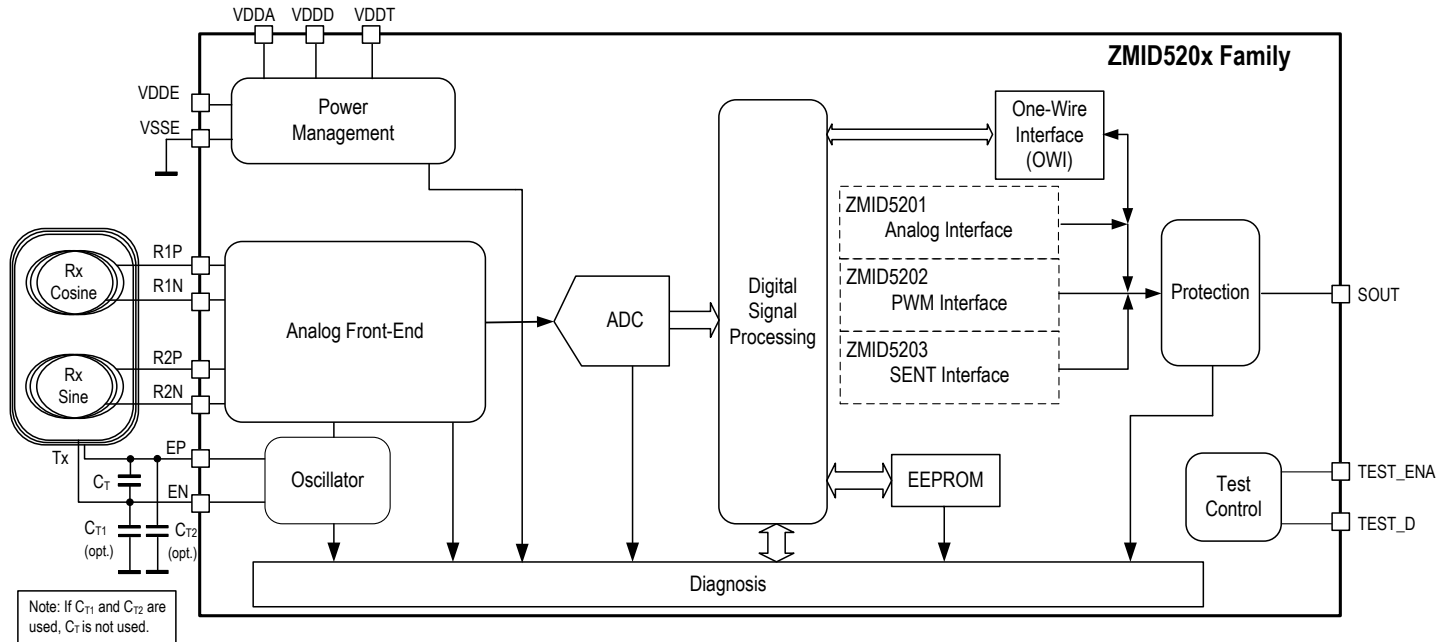 VDDA
VDDD
VDDT
ZMID520x Family
VDDE
VSSE
Power
Management
One-Wire
Interface
(OWI)
Digital
Signal
Processing
ZMID5201
Analog Interface
ZMID5202
PWM Interface
ZMID5203
SENT Interface
Protection
SOUT
Rx
Cosine
Rx
Sine
R1P
R1N
R2P
R2N
Analog Front-End
ADC
Tx
EP
EN
CT
CT1
(opt.)
CT2
(opt.)
Oscillator
EEPROM
Test
Control
TEST_ENA
TEST_D
Diagnosis
Note: If CT1 and CT2 are
used, CT is not used.